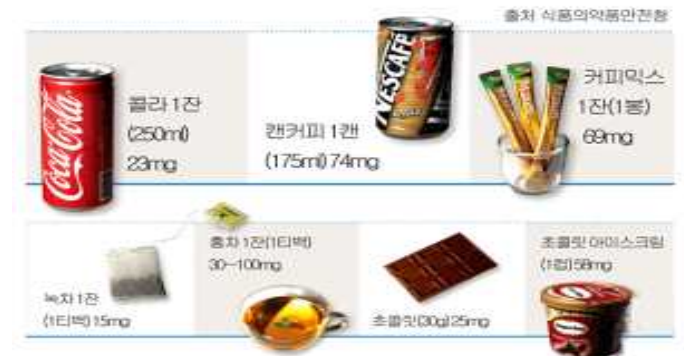 출처 식품의약품안전청
콜라 1잔
(250ml)
23mg
Coca-Cola
캔커피 1캔
(175ml) 74mg
NESCAFE
커피믹스
1잔(1봉)
69mg
녹차 1잔
(1티백) 15mg
홍차 1잔(1티백)
30~100mg
초콜릿(30g) 25mg
초콜릿 아이스크림
(1컵) 58mg